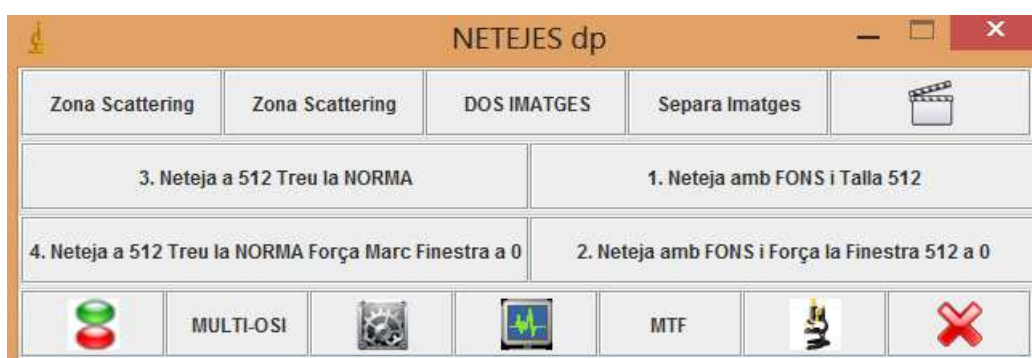 NETEJES dp
Zona Scattering Zona Scattering DOS IMATGES Separa Imatges
3. Neteja a 512 Treu la NORMA 1. Neteja amb FONS i Talla 512
4. Neteja a 512 Treu la NORMA Força Marc Finestra a 0 2. Neteja amb FONS i Força la Finestra 512 a 0
MULTI-OSI MTF